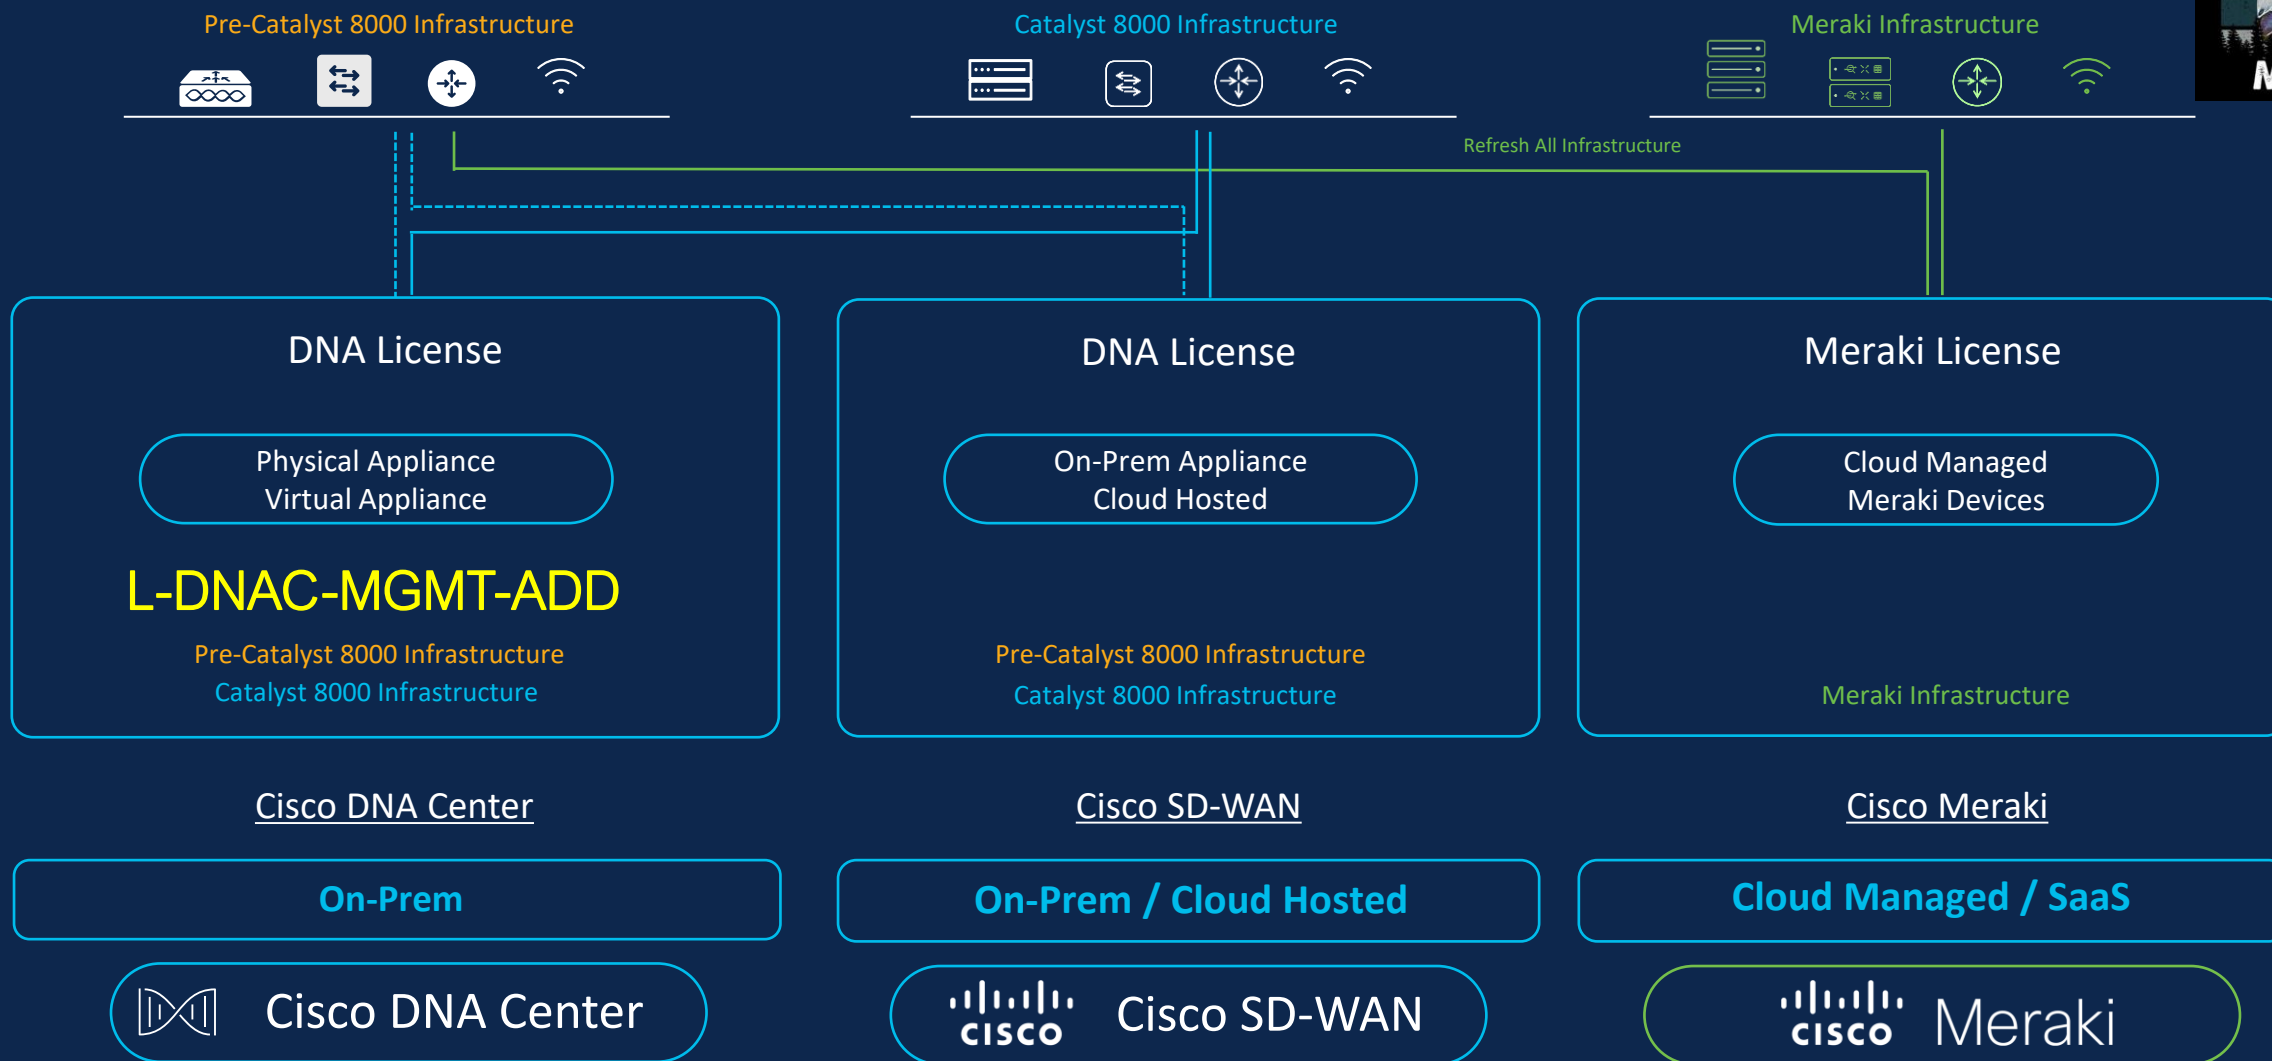 Pre-Catalyst 8000 Infrastructure
Catalyst 8000 Infrastructure
Meraki Infrastructure
Refresh All Infrastructure
DNA License
Physical Appliance
Virtual Appliance
L-DNAC-MGMT-ADD
Pre-Catalyst 8000 Infrastructure
Catalyst 8000 Infrastructure
DNA License
On-Prem Appliance
Cloud Hosted
Pre-Catalyst 8000 Infrastructure
Catalyst 8000 Infrastructure
Meraki License
Cloud Managed
Meraki Devices
Meraki Infrastructure
Cisco DNA Center
Cisco SD-WAN
Cisco Meraki
On-Prem
On-Prem / Cloud Hosted
Cloud Managed / SaaS
Cisco DNA Center
CISCO Cisco SD-WAN
CISCO Meraki